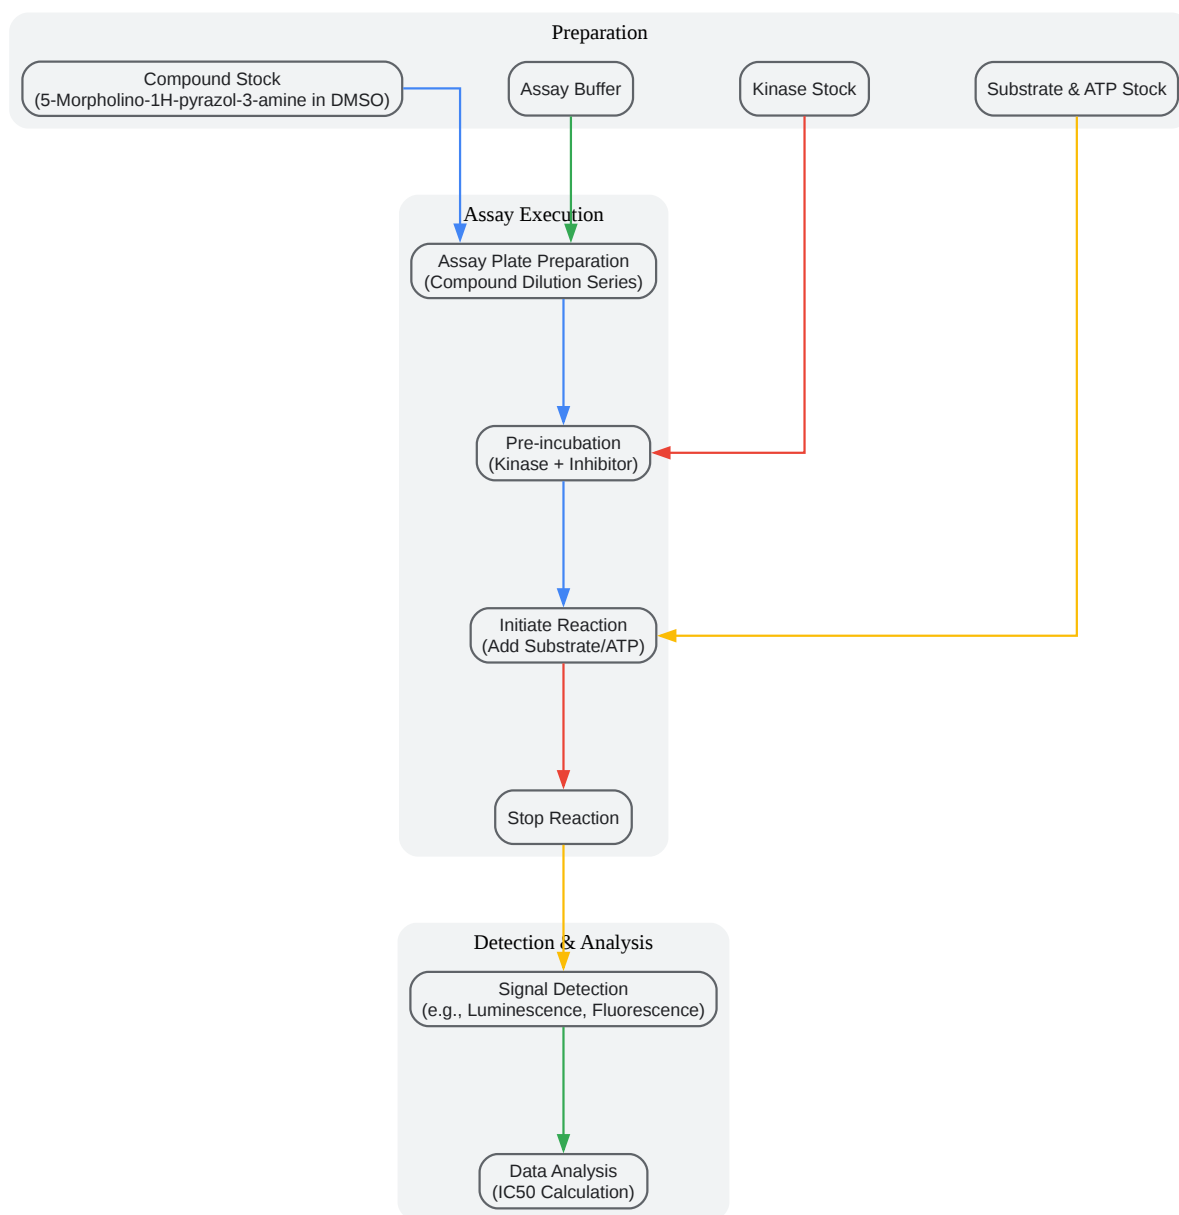 Preparation
Compound Stock
(5-Morpholino-1H-pyrazol-3-amine in DMSO)
Assay Buffer
Kinase Stock
Substrate & ATP Stock
Assay Execution
Assay Plate Preparation
(Compound Dilution Series)
Pre-incubation
(Kinase + Inhibitor)
Initiate Reaction
(Add Substrate/ATP)
Stop Reaction
Detection & Analysis
Signal Detection
(e.g., Luminescence, Fluorescence)
Data Analysis
(IC50 Calculation)